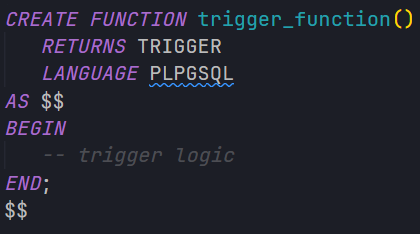 CREATE FUNCTION trigger_function()
   RETURNS TRIGGER
   LANGUAGE PLPGSQL
AS $$
BEGIN
   -- trigger logic
END;
$$